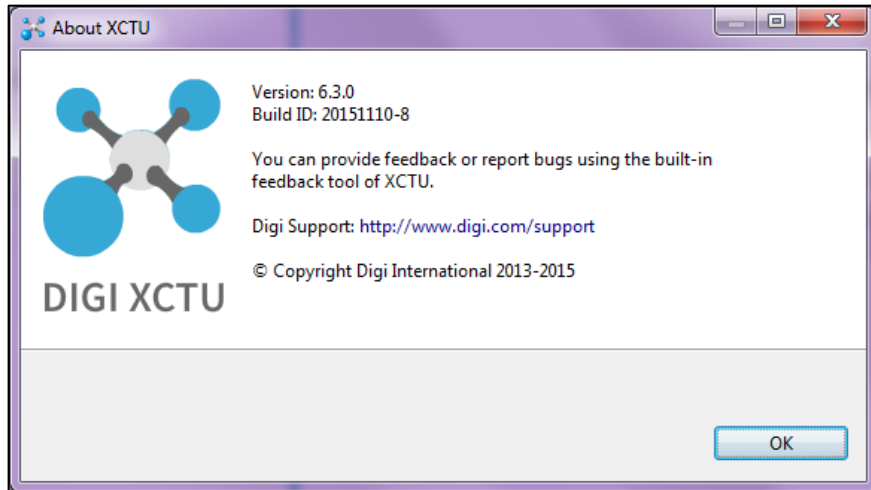 About XCTU
Version: 6.3.0
Build ID: 20151110-8
You can provide feedback or report bugs using the built-in
feedback tool of XCTU.
Digi Support: http://www.digi.com/support
© Copyright Digi International 2013-2015
DIGI XCTU
OK